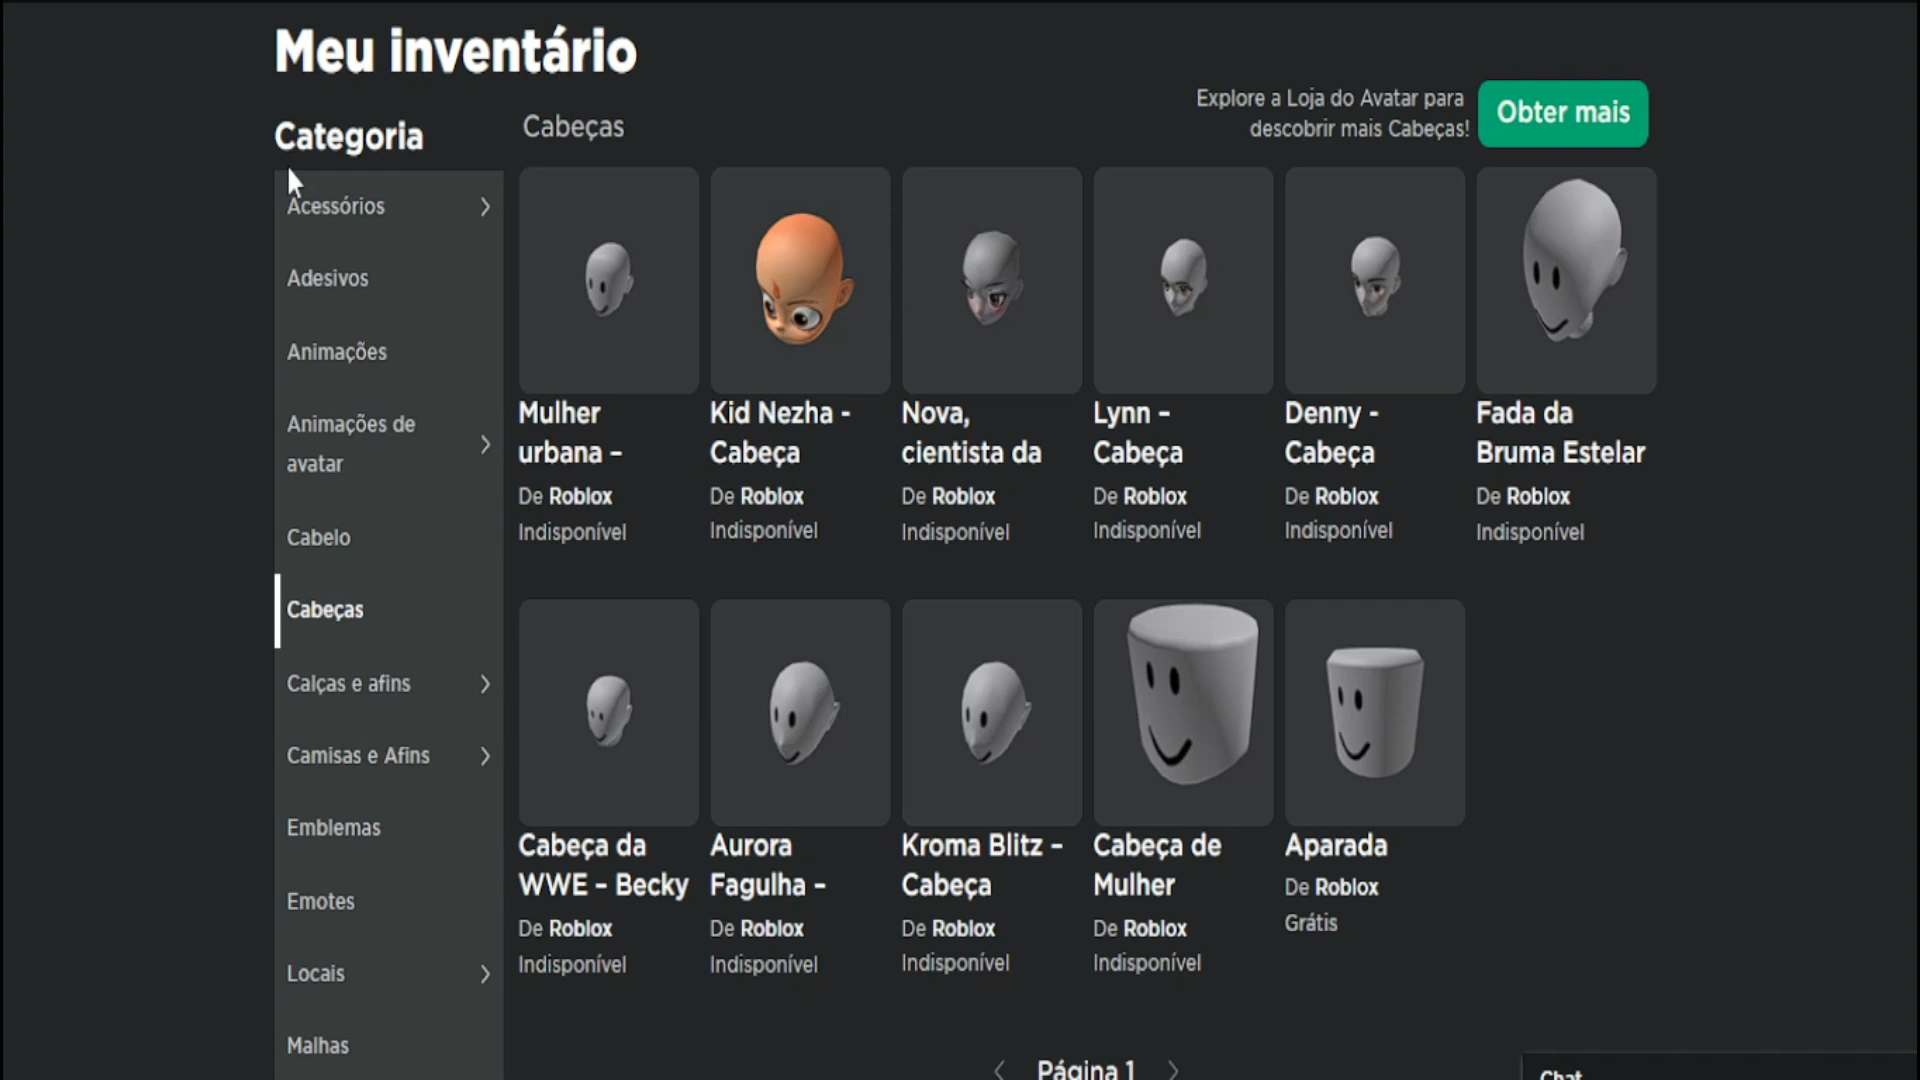 Meu inventário
Categoria
Acessórios
Adesivos
Animações
Animações de
avatar
Cabelo
Cabeças
Calças e afins
Camisas e Afins
Emblemas
Emotes
Locais
Malhas
Cabeças
Explore a Loja do Avatar para
descobrir mais Cabeças!
Obter mais
Mulher
urbana –
De Roblox
Indisponível
Kid Nezha -
Cabeça
De Roblox
Indisponível
Nova,
cientista da
De Roblox
Indisponível
Lynn –
Cabeça
De Roblox
Indisponível
Denny -
Cabeça
De Roblox
Indisponível
Fada da
Bruma Estelar
De Roblox
Indisponível
Cabeça da
WWE – Becky
De Roblox
Indisponível
Aurora
Fagulha –
De Roblox
Indisponível
Kroma Blitz –
Cabeça
De Roblox
Indisponível
Cabeça de
Mulher
De Roblox
Indisponível
Aparada
De Roblox
Grátis
Página 1
Chat